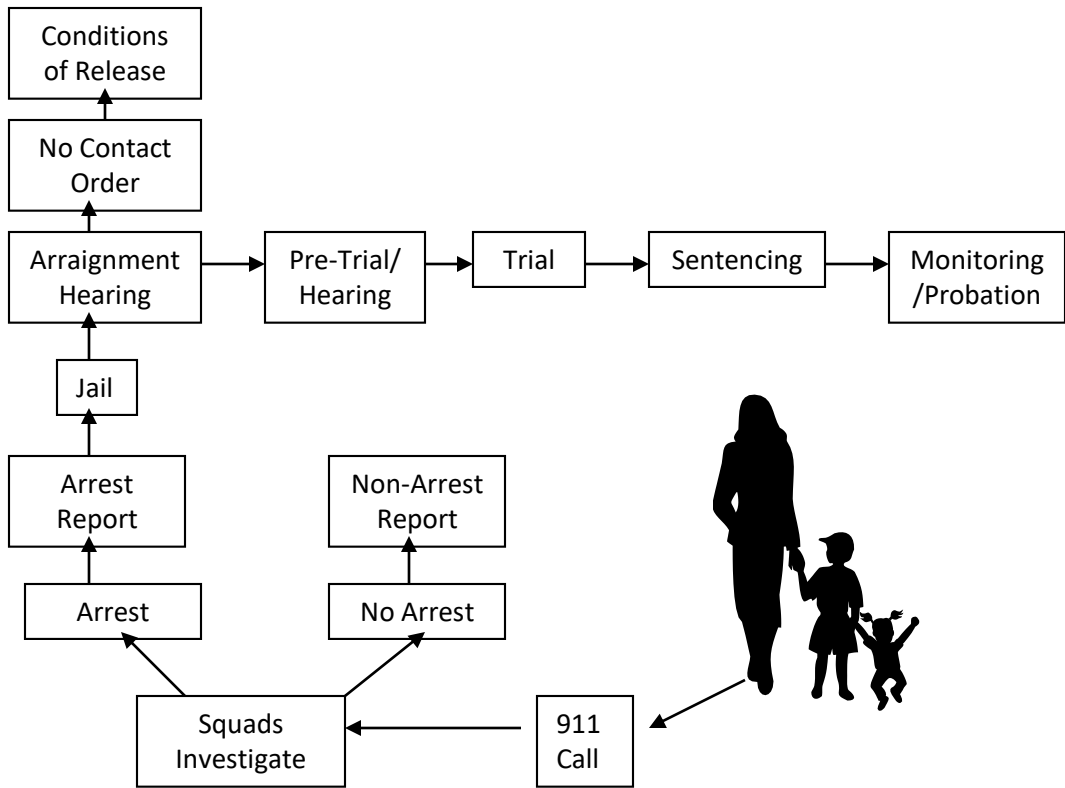 Conditions
of Release
No Contact
Order
Arraignment
Hearing
Pre-Trial/
Hearing
Trial
Sentencing
Monitoring
/Probation
Jail
Arrest
Report
Non-Arrest
Report
Arrest
No Arrest
Squads
Investigate
911
Call